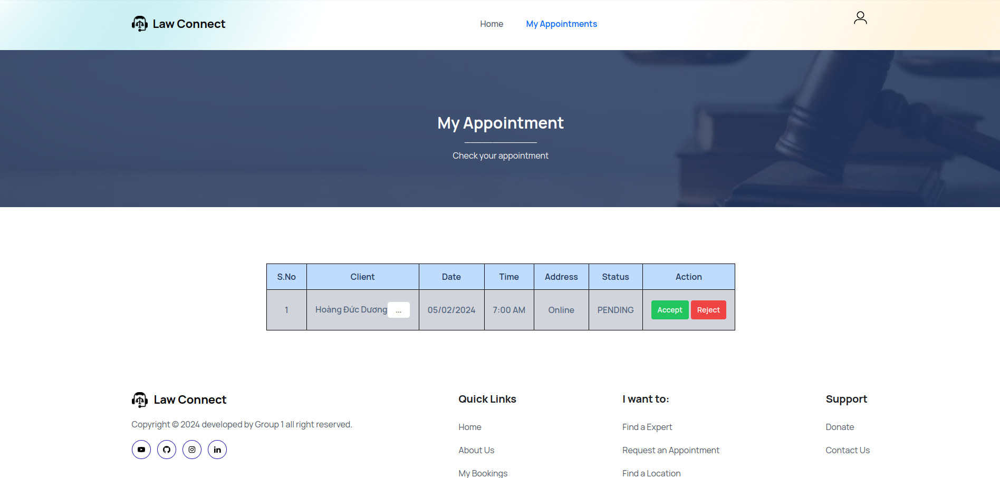 Law Connect
Home My Appointments
My Appointment
Check your appointment
S.No Client Date Time Address Status Action
1 Hoàng Đức Dương ... 05/02/2024 7:00 AM Online PENDING Accept Reject
Law Connect
Copyright © 2024 developed by Group 1 all right reserved.
Quick Links
Home
About Us
My Bookings
I want to:
Find a Expert
Request an Appointment
Find a Location
Support
Donate
Contact Us